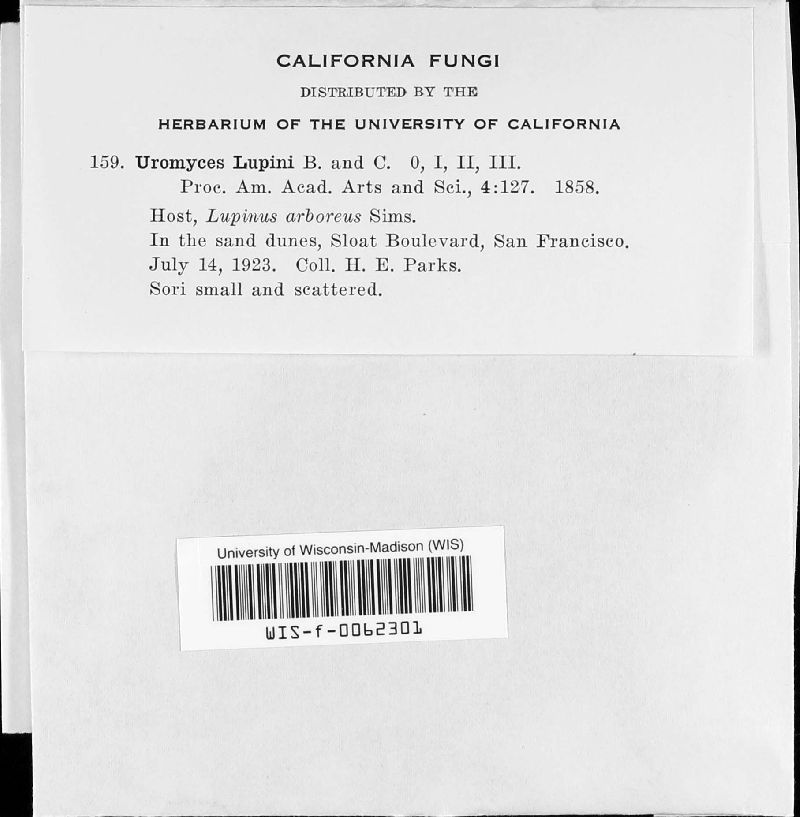 CALIFORNIA FUNGI
DISTRIBUTED BY THE
HERBARIUM OF THE UNIVERSITY OF CALIFORNIA
159. Uromyces Lupini B. and C. 0, I, II, III.
Proc. Am. Acad. Arts and Sci., 4:127. 1858.
Host, Lupinus arboreus Sims.
In the sand dunes, Sloat Boulevard, San Francisco.
July 14, 1923. Coll. H. E. Parks.
Sori small and scattered.
University of Wisconsin-Madison (WIS)
WIS-f-0062301